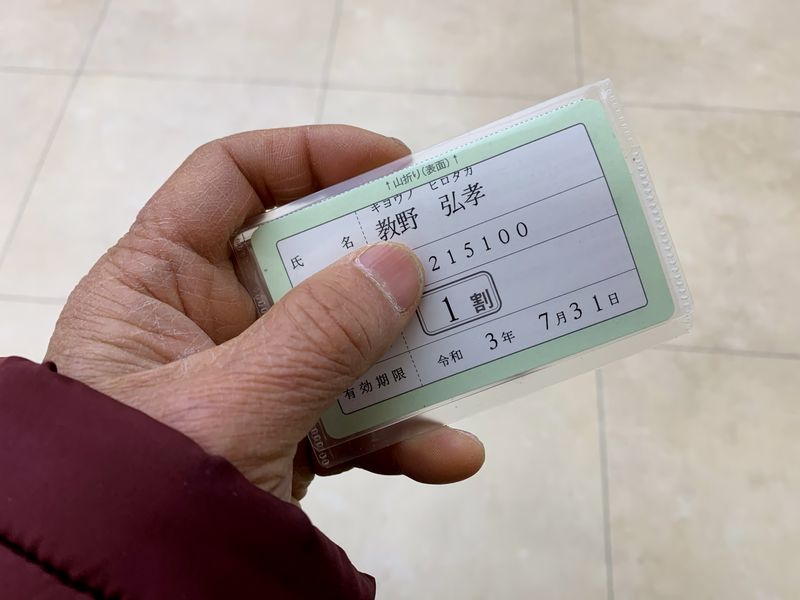 ↑山折り(表面)↑
キヨウノ ヒロタカ
氏名 教野 弘孝
215100
1割
有効期限 令和 3年 7月31日